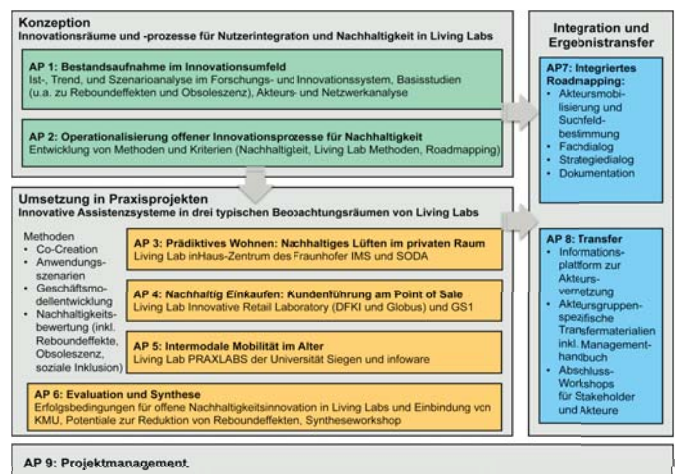 Konzeption
Innovationsräume und -prozesse für Nutzerintegraton und Nachhaltigkeit in Living Labs
AP 1: Bestandsaufnahme im Innovationsumfeld
Ist-, Trend, und Szenarioanalyse im Forschungs- und Innovationssystem, Basisstudien
(u.a. zu Reboundeffekten und Obsoleszenz), Akteurs- und Netzwerkanalyse
AP 2: Operationalisierung offener Innovationsprozesse für Nachhaltigkeit
Entwicklung von Methoden und Kriterien (Nachhaltigkeit, Living Lab Methoden, Roadmapping)
Umsetzung in Praxisprojekten
Innovative Assistenzsysteme in drei typischen Beobachtungsräumen von Living Labs
Methoden
• Co-Creation
• Anwendungs-
szenarien
• Geschäftsmo-
dellentwicklung
• Nachhaltigkeits-
bewertung (inkl.
Reboundeffekte,
Obsoleszenz,
soziale Inklusion)
AP 3: Prädiktives Wohnen: Nachhaltiges Lüften im privaten Raum
Living Lab inHaus-Zentrum des Fraunhofer IMS und SODA
AP 4: Nachhaltig Einkaufen: Kundenführung am Point of Sale
Living Lab Innovative Retail Laboratory (DFKI und Globus) und GS1
AP 5: Intermodale Mobilität im Alter
Living Lab PRAXLABS der Universität Siegen und infoware
AP 6: Evaluation und Synthese
Erfolgsbedingungen für offene Nachhaltigkeitsinnovation in Living Labs und Einbindung von
KMU, Potentiale zur Reduktion von Reboundeffekten, Syntheseworkshop
Integration und
Ergebnistransfer
AP7: Integriertes
Roadmapping:
• Akteursmobi-
lisierung und
Suchfeld-
bestimmung
• Fachdialog
• Strategiedialog
• Dokumentation
AP 8: Transfer
• Informations-
plattform zur
Akteurs-
vernetzung
• Akteursgruppen-
spezifische
Transfermaterialien
inkl. Management-
handbuch
• Abschluss-
Workshops
für Stakeholder
und Akteure
AP 9: Projektmanagement